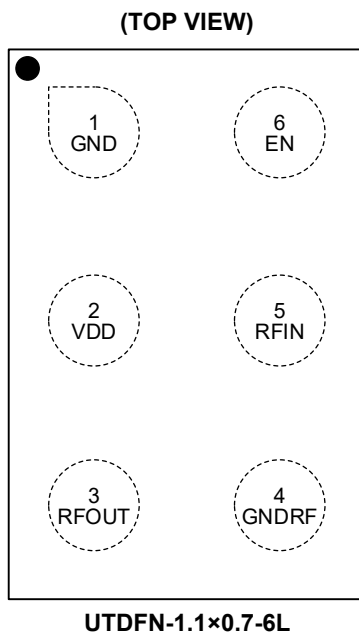 (TOP VIEW)
1
GND
6
EN
2
VDD
5
RFIN
3
RFOUT
4
GNDRF
UTDFN-1.1×0.7-6L